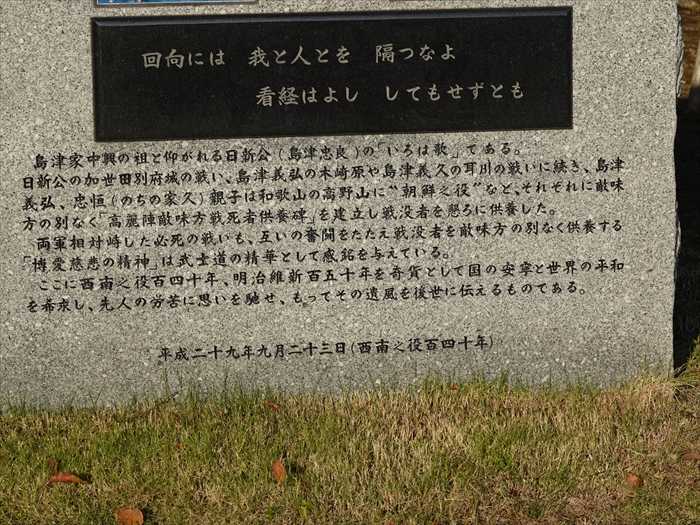 回向には 我と人とを 隔つなよ
看経はよし してもせずとも
島津家中興の祖と仰がれる日新公(島津忠良)の「いろは歌」である。
日新公の加世田別府城の戦い、島津義弘の木崎原や島津義久の耳川の戦いに続き、島津
義弘、忠恒(のちの家久)親子は和歌山の高野山に"朝鮮之役"など、それぞれに敵味
方の別なく「高麗陣敵味方戦死者供養碑」を建立し戦没者を懇ろに供養した。
両軍相対峙した必死の戦いも、互いの奮闘をたたえ戦没者を敵味方の別なく供養する
「博愛慈悲の精神」は武士道の精華として感銘を与えている。
ここに西南之役百四十年、明治維新百五十年を奇貨として国の安寧と世界の平和
を希求し、先人の労苦に思いを馳せ、もってその遺風を後世に伝えるものである。
平成二十九年九月二十三日(西南之役百四十年)